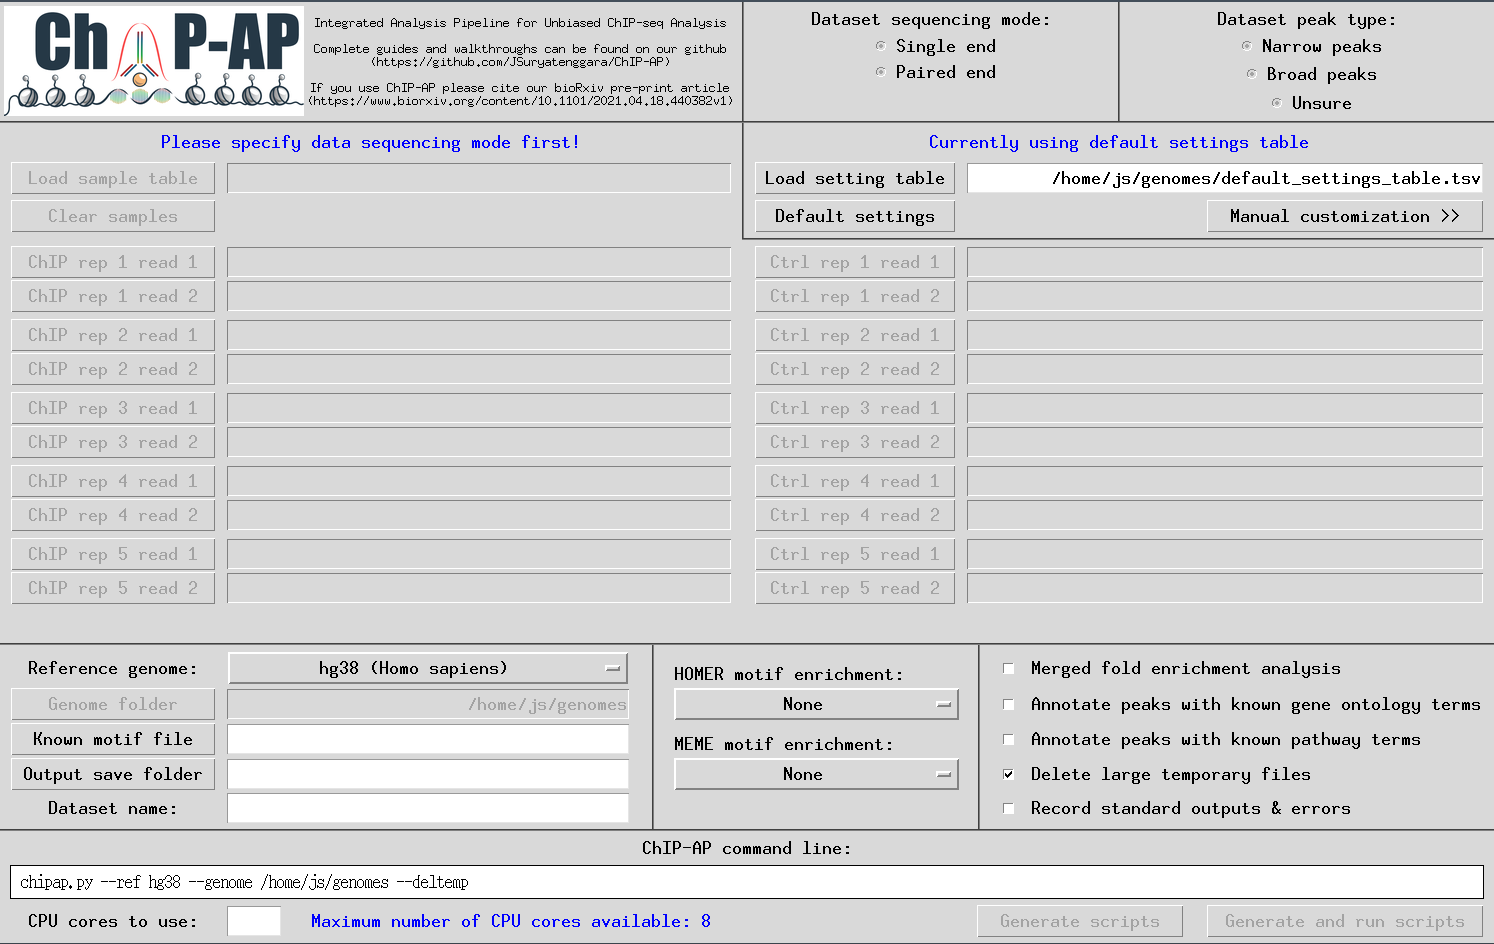 Ch P-AP
Integrated Analysis Pipeline for Unbiased ChIP-seq Analysis
Complete guides and walkthroughs can be found on our github
(https://github.com/JSuryatenggara/ChIP-AP)
If you use ChIP-AP please cite our bioRxiv pre-print article
(https://www.biorxiv.org/content/10.1101/2021.04.18.440382v1)
Dataset sequencing mode:
Single end
Paired end
Dataset peak type:
Narrow peaks
Broad peaks
Unsure
Please specify data sequencing mode first!
Load sample table
Clear samples
Currently using default settings table
Load setting table
/home/js/genomes/default_settings_table.tsv
Default settings
Manual customization >>
ChIP rep 1 read 1
ChIP rep 1 read 2
ChIP rep 2 read 1
ChIP rep 2 read 2
ChIP rep 3 read 1
ChIP rep 3 read 2
ChIP rep 4 read 1
ChIP rep 4 read 2
ChIP rep 5 read 1
ChIP rep 5 read 2
Ctrl rep 1 read 1
Ctrl rep 1 read 2
Ctrl rep 2 read 1
Ctrl rep 2 read 2
Ctrl rep 3 read 1
Ctrl rep 3 read 2
Ctrl rep 4 read 1
Ctrl rep 4 read 2
Ctrl rep 5 read 1
Ctrl rep 5 read 2
Reference genome:
hg38 (Homo sapiens)
Genome folder
/home/js/genomes
Known motif file
Output save folder
Dataset name:
HOMER motif enrichment:
None
MEME motif enrichment:
None
Merged fold enrichment analysis
Annotate peaks with known gene ontology terms
Annotate peaks with known pathway terms
Delete large temporary files
Record standard outputs & errors
ChIP-AP command line:
chipap.py --ref hg38 --genome /home/js/genomes --deltemp
CPU cores to use:
Maximum number of CPU cores available: 8
Generate scripts
Generate and run scripts